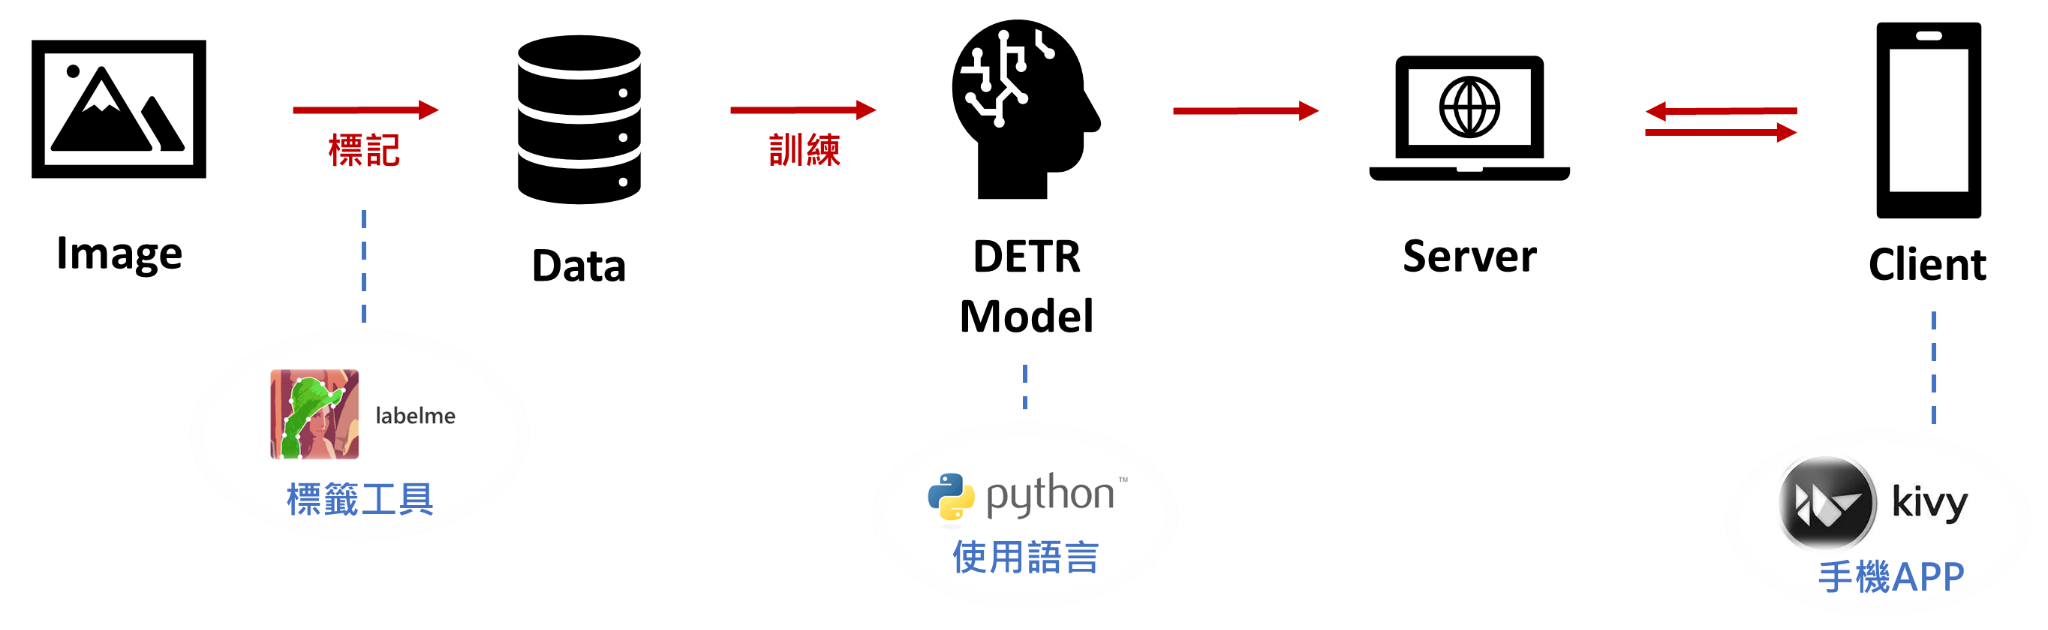 標記
訓練
Image
Data
DETR
Model
Server
Client
labelme
標籤工具
python™
使用語言
kivy
手機APP